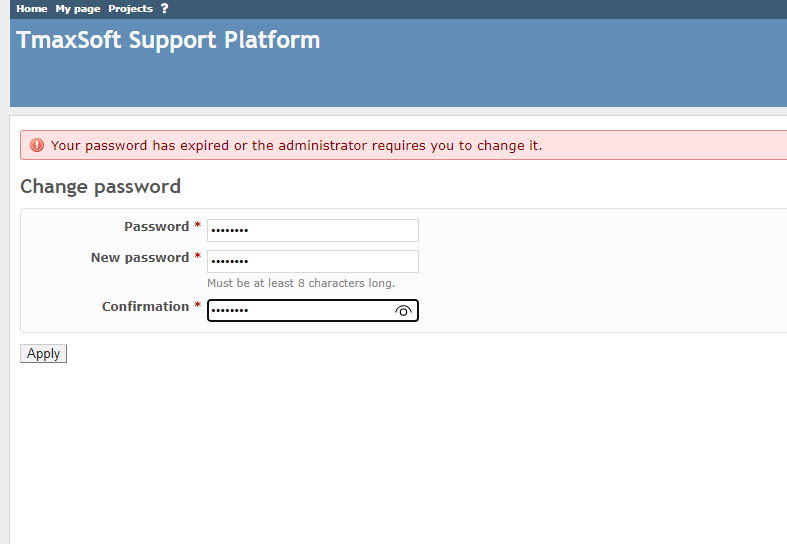 Home My page Projects ?
TmaxSoft Support Platform
Your password has expired or the administrator requires you to change it.
Change password
Password * ••••••••
New password * ••••••••
Must be at least 8 characters long.
Confirmation * ••••••••
Apply